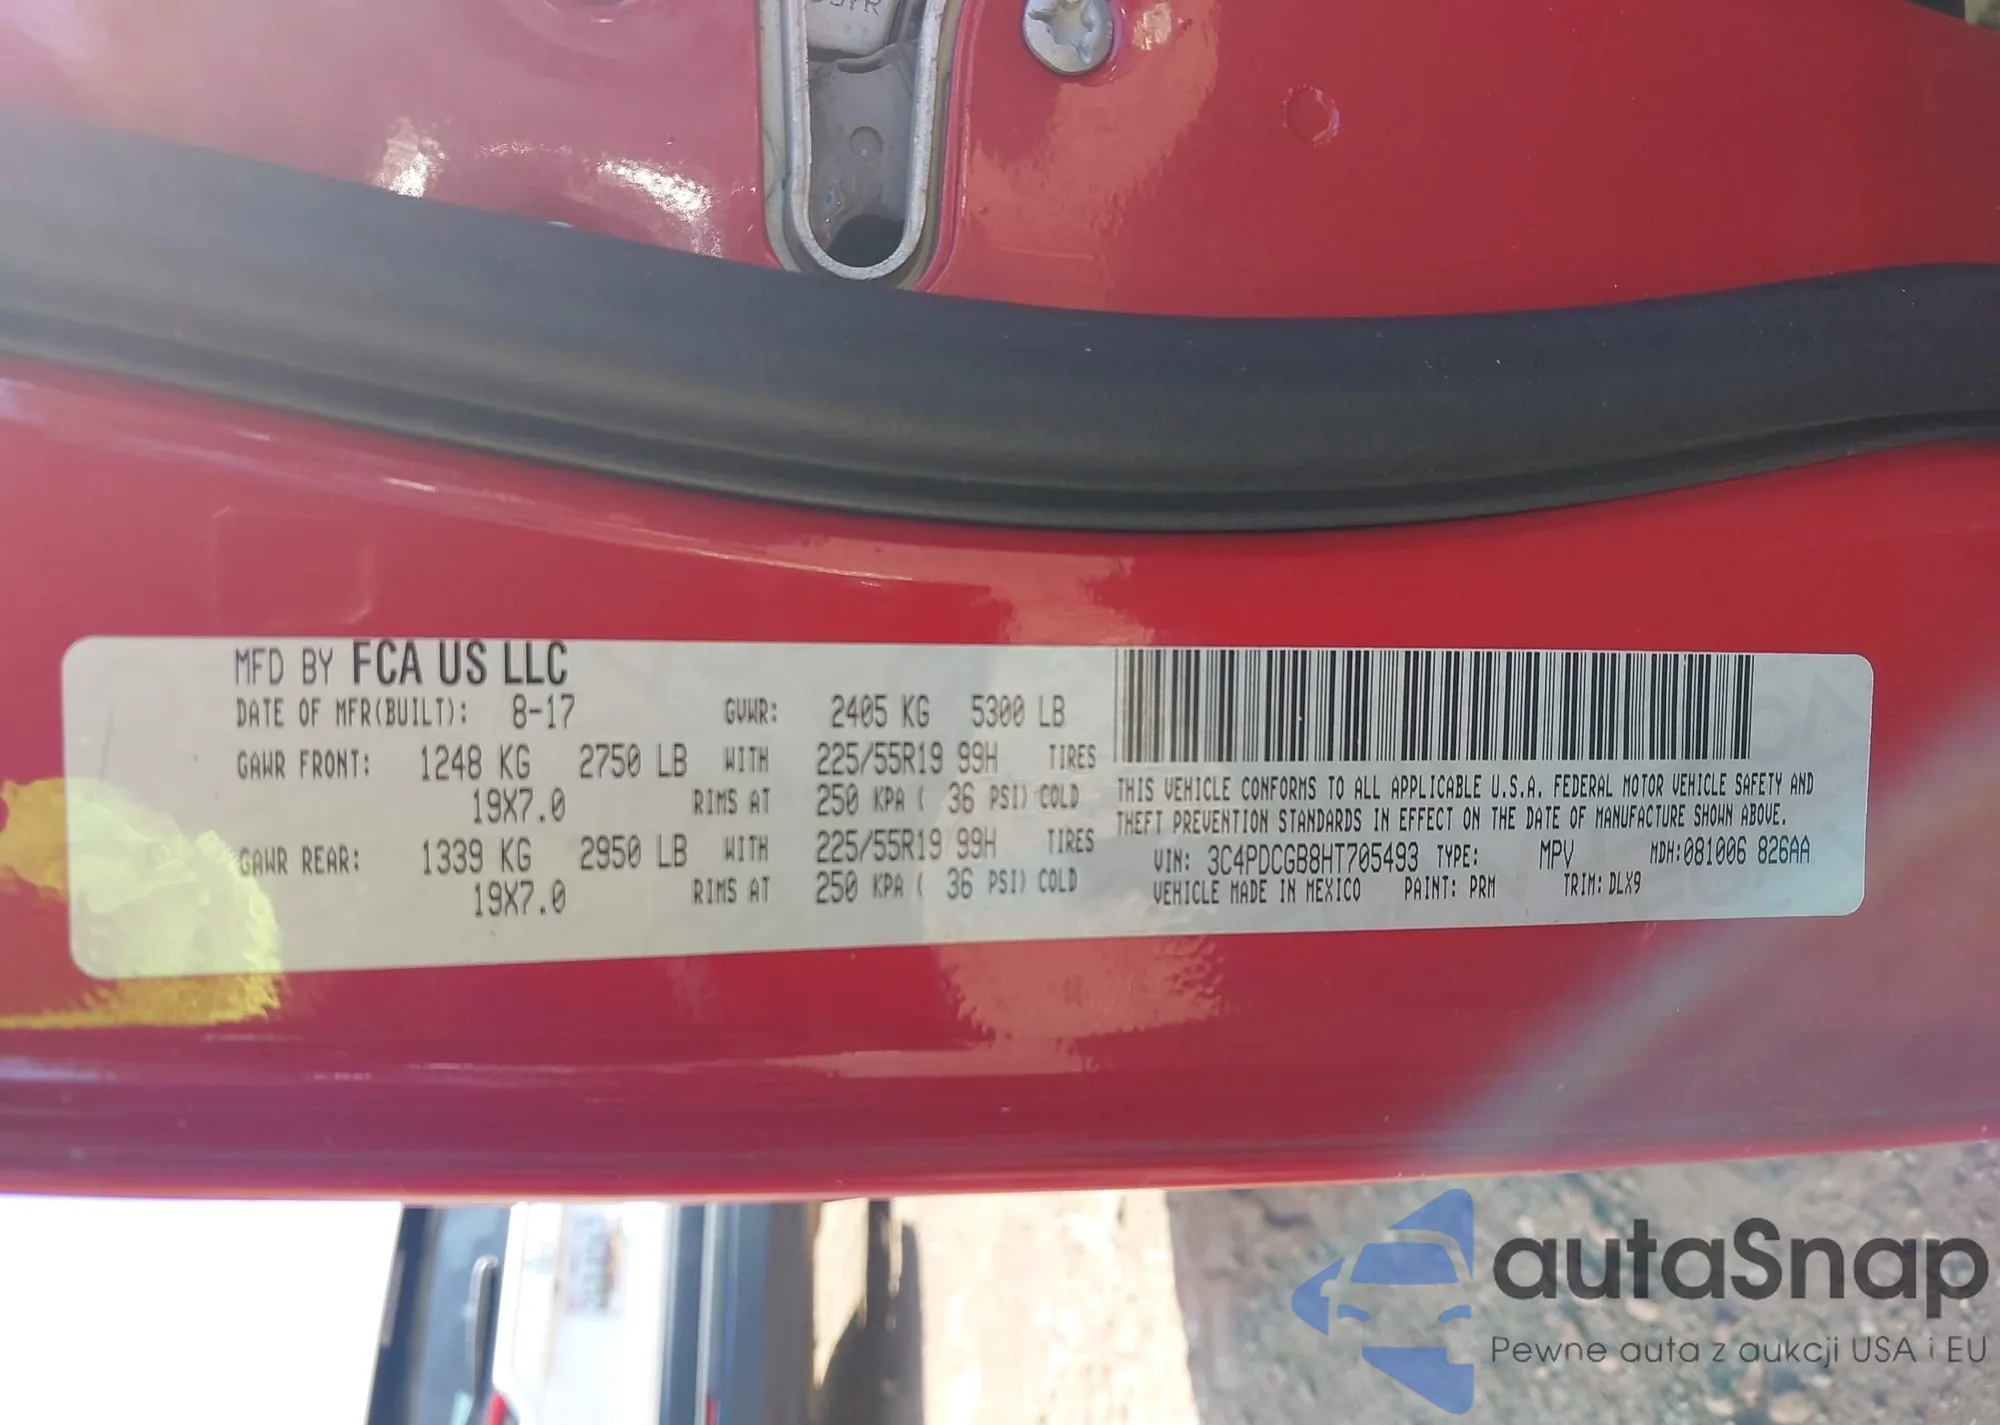 MFD BY FCA US LLC
DATE OF MFR(BUILT): 8-17 GVWR: 2405 KG 5300 LB
GAWR FRONT: 1248 KG 2750 LB WITH 225/55R19 99H TIRES
19X7.0 RIMS AT 250 KPA ( 36 PSI) COLD
GAWR REAR: 1339 KG 2950 LB WITH 225/55R19 99H TIRES
19X7.0 RIMS AT 250 KPA ( 36 PSI) COLD
THIS VEHICLE CONFORMS TO ALL APPLICABLE U.S.A. FEDERAL MOTOR VEHICLE SAFETY AND
THEFT PREVENTION STANDARDS IN EFFECT ON THE DATE OF MANUFACTURE SHOWN ABOVE.
VIN: 3C4PDCGB8HT705493 TYPE: MPV MDH:081006 826AA
VEHICLE MADE IN MEXICO PAINT: PRM TRIM: DLX9
autaSnap
Pewne auta z aukcji USA i EU